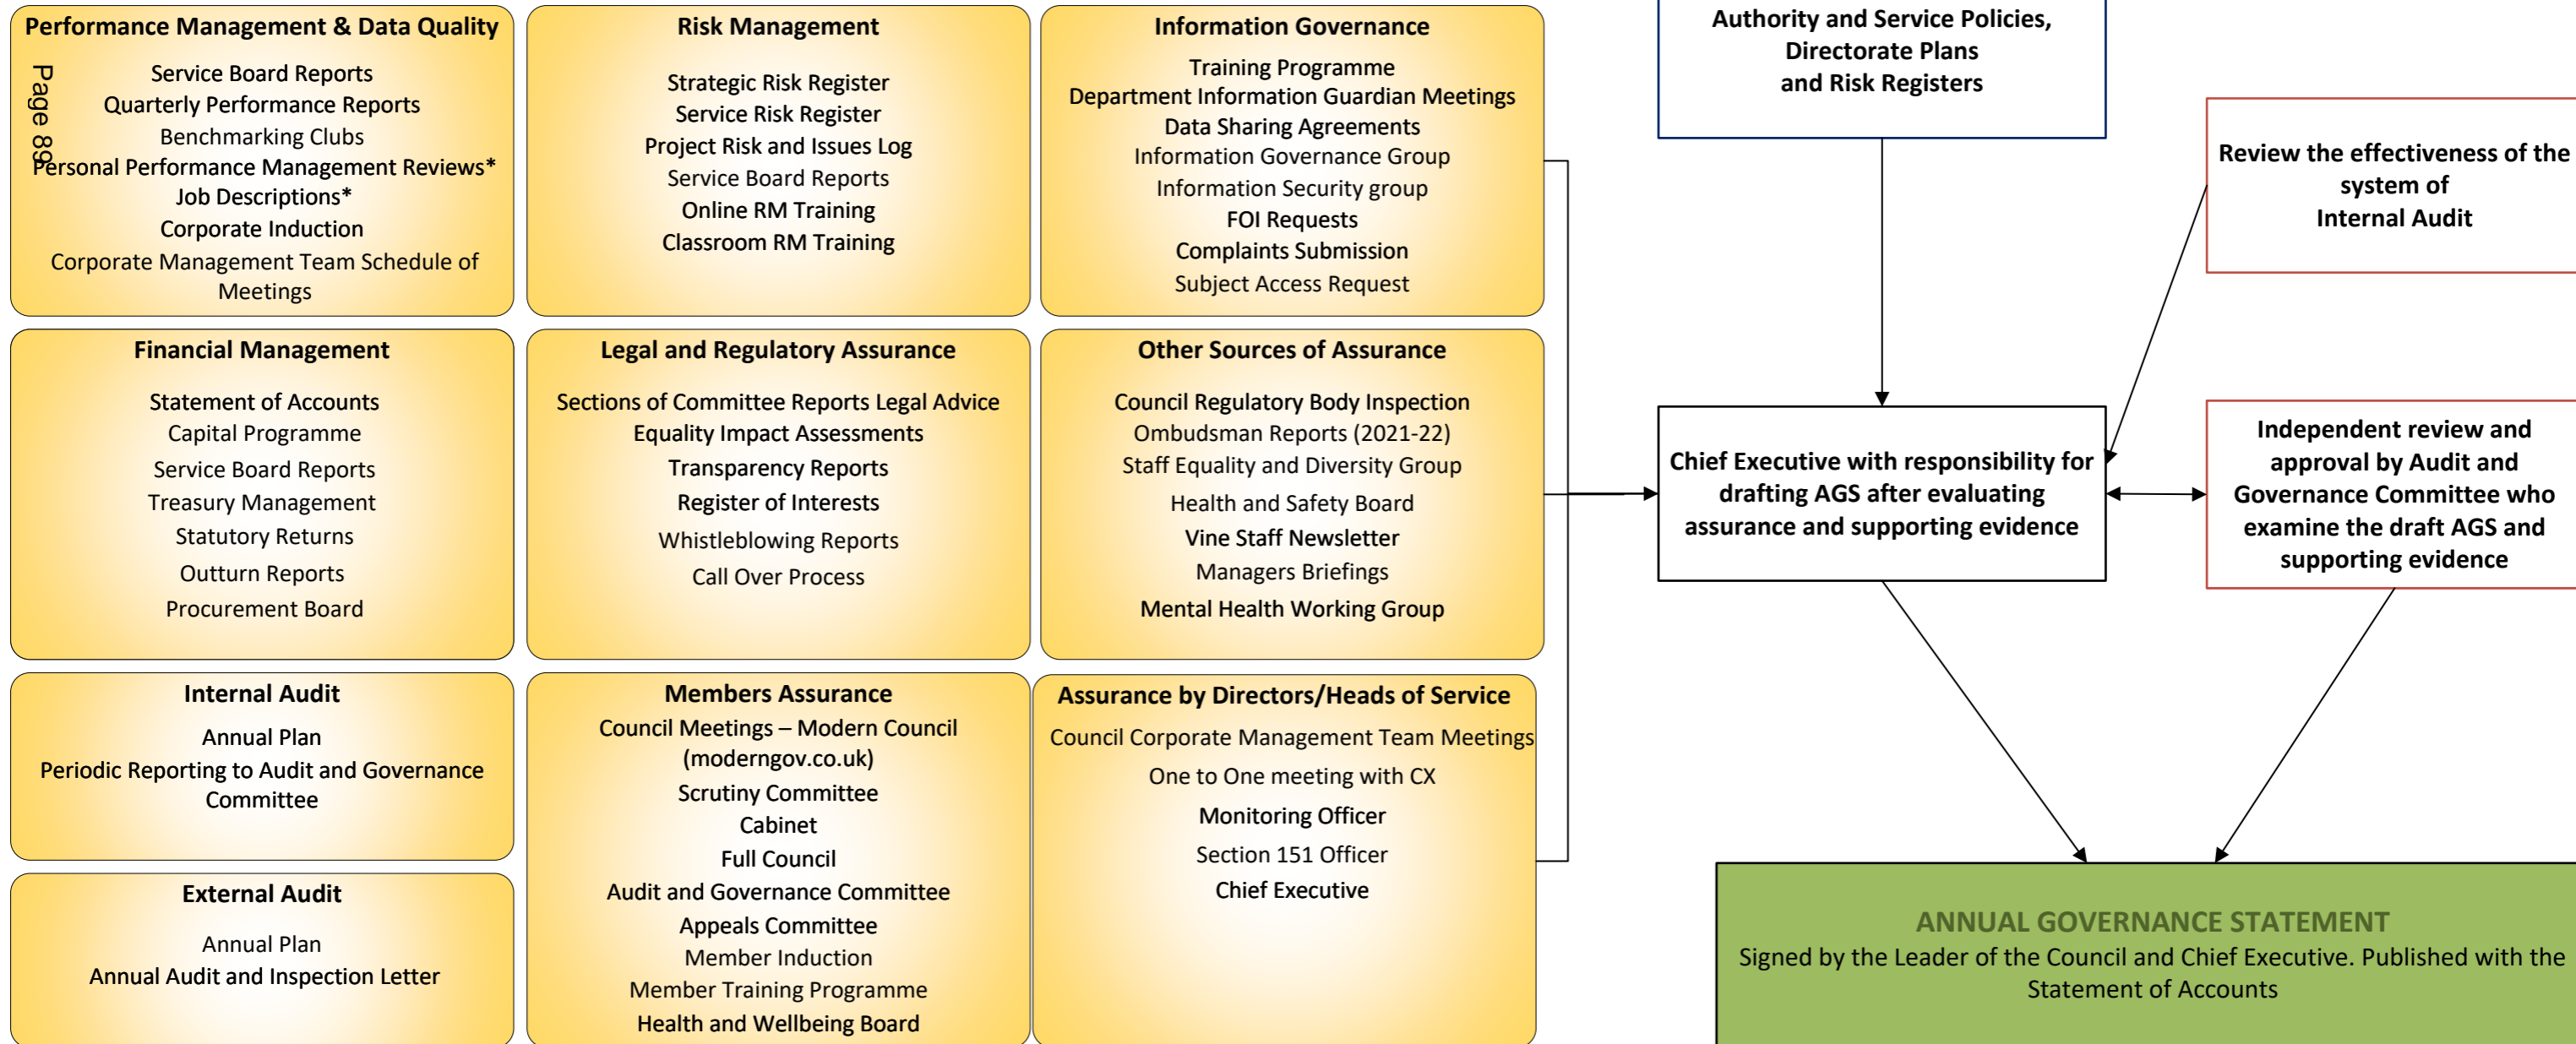 Performance Management & Data Quality
Service Board Reports
Quarterly Performance Reports
Benchmarking Clubs
Personal Performance Management Reviews*
Job Descriptions*
Corporate Induction
Corporate Management Team Schedule of
Meetings
Page 89
Risk Management
Strategic Risk Register
Service Risk Register
Project Risk and Issues Log
Service Board Reports
Online RM Training
Classroom RM Training
Information Governance
Training Programme
Department Information Guardian Meetings
Data Sharing Agreements
Information Governance Group
Information Security group
FOI Requests
Complaints Submission
Subject Access Request
Financial Management
Statement of Accounts
Capital Programme
Service Board Reports
Treasury Management
Statutory Returns
Outturn Reports
Procurement Board
Legal and Regulatory Assurance
Sections of Committee Reports Legal Advice
Equality Impact Assessments
Transparency Reports
Register of Interests
Whistleblowing Reports
Call Over Process
Other Sources of Assurance
Council Regulatory Body Inspection
Ombudsman Reports (2021-22)
Staff Equality and Diversity Group
Health and Safety Board
Vine Staff Newsletter
Managers Briefings
Mental Health Working Group
Internal Audit
Annual Plan
Periodic Reporting to Audit and Governance
Committee
External Audit
Annual Plan
Annual Audit and Inspection Letter
Members Assurance
Council Meetings – Modern Council
(moderngov.co.uk)
Scrutiny Committee
Cabinet
Full Council
Audit and Governance Committee
Appeals Committee
Member Induction
Member Training Programme
Health and Wellbeing Board
Assurance by Directors/Heads of Service
Council Corporate Management Team Meetings
One to One meeting with CX
Monitoring Officer
Section 151 Officer
Chief Executive
Authority and Service Policies,
Directorate Plans
and Risk Registers
Review the effectiveness of the
system of
Internal Audit
Chief Executive with responsibility for
drafting AGS after evaluating
assurance and supporting evidence
Independent review and
approval by Audit and
Governance Committee who
examine the draft AGS and
supporting evidence
ANNUAL GOVERNANCE STATEMENT
Signed by the Leader of the Council and Chief Executive. Published with the
Statement of Accounts